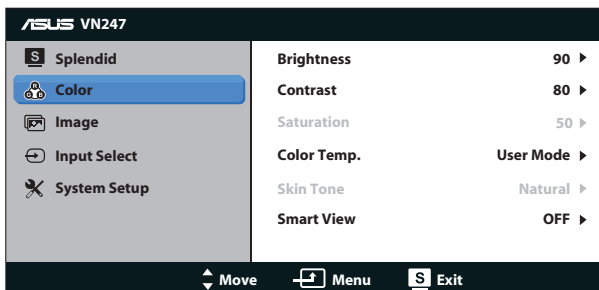 ASUS VN247
S Splendid
R G B Color
Image
Input Select
System Setup
Brightness 90
Contrast 80
Saturation 50
Color Temp. User Mode
Skin Tone Natural
Smart View OFF
Move Menu S Exit